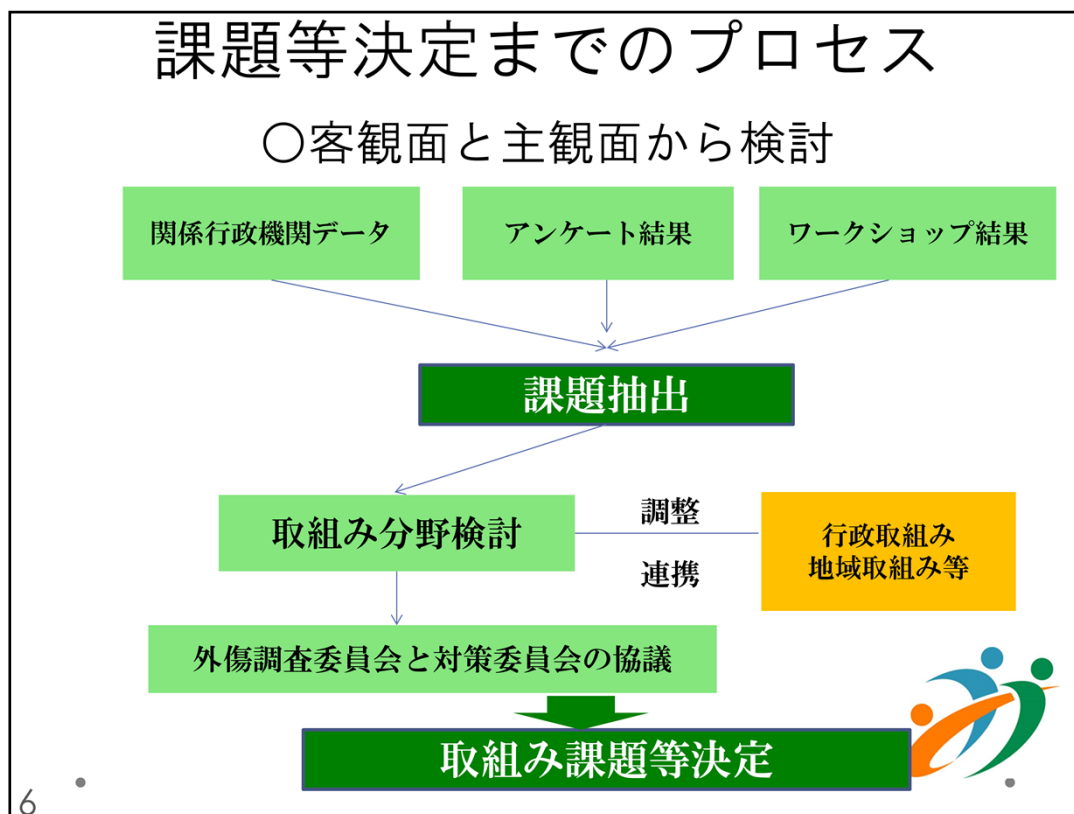 課題等決定までのプロセス
〇客観面と主観面から検討
関係行政機関データ
アンケート結果
ワークショップ結果
課題抽出
取組み分野検討
調整
連携
行政取組み
地域取組み等
外傷調査委員会と対策委員会の協議
取組み課題等決定
6